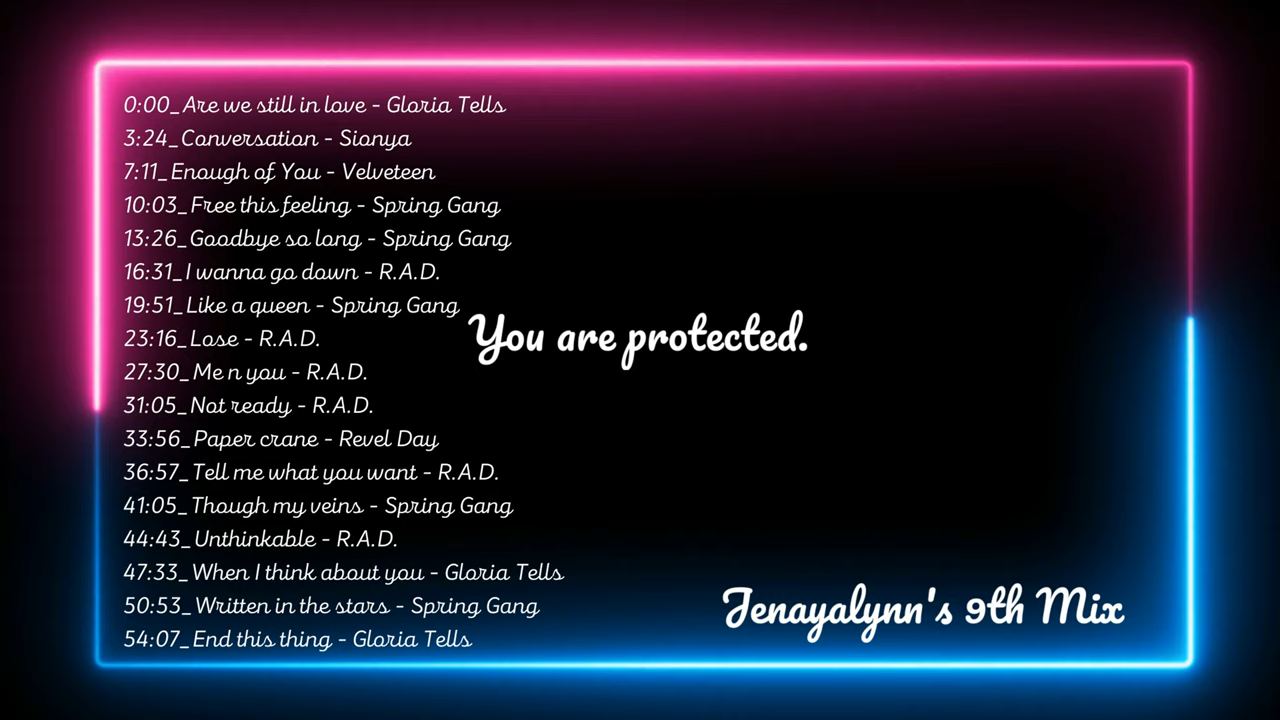 0:00_Are we still in love - Gloria Tells
3:24_Conversation - Sionya
7:11_Enough of You - Velveteen
10:03_Free this feeling - Spring Gang
13:26_Goodbye so long - Spring Gang
16:31_I wanna go down - R.A.D.
19:51_Like a queen - Spring Gang
23:16_Lose - R.A.D.
27:30_Me n you - R.A.D.
31:05_Not ready - R.A.D.
33:56_Paper crane - Revel Day
36:57_Tell me what you want - R.A.D.
41:05_Though my veins - Spring Gang
44:43_Unthinkable - R.A.D.
47:33_When I think about you - Gloria Tells
50:53_Written in the stars - Spring Gang
54:07_End this thing - Gloria Tells
You are protected.
Jenayalynn's 9th Mix